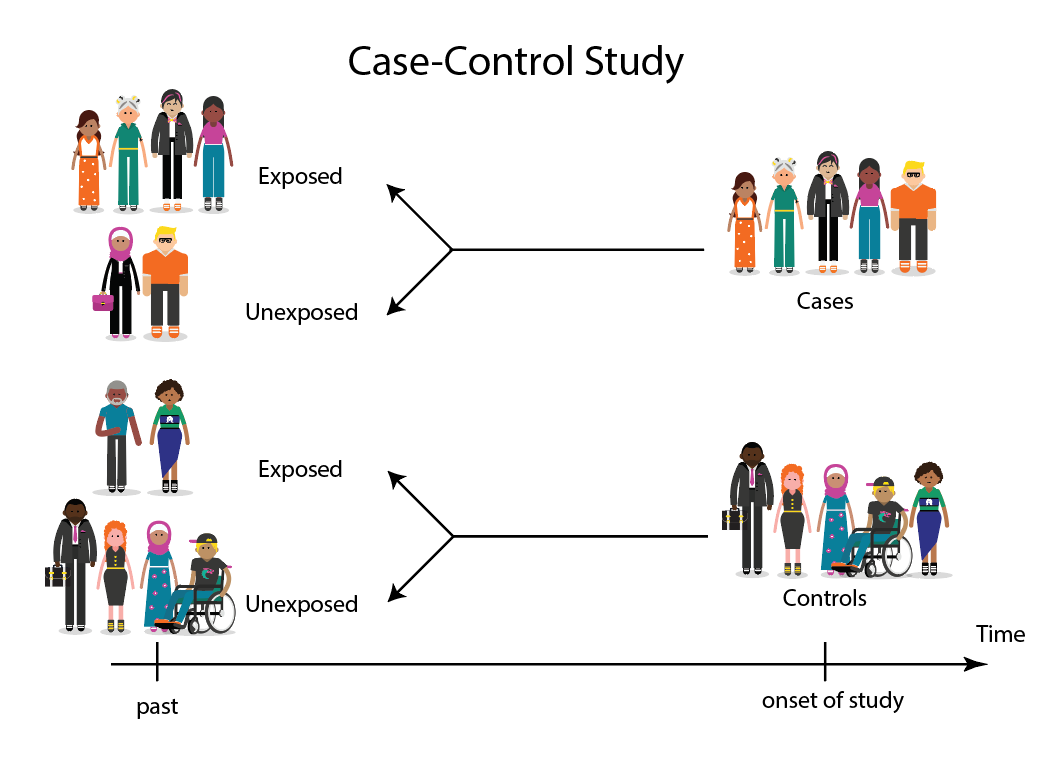 Case-Control Study
Exposed
Unexposed
Cases
Exposed
Unexposed
Controls
Time
past
onset of study